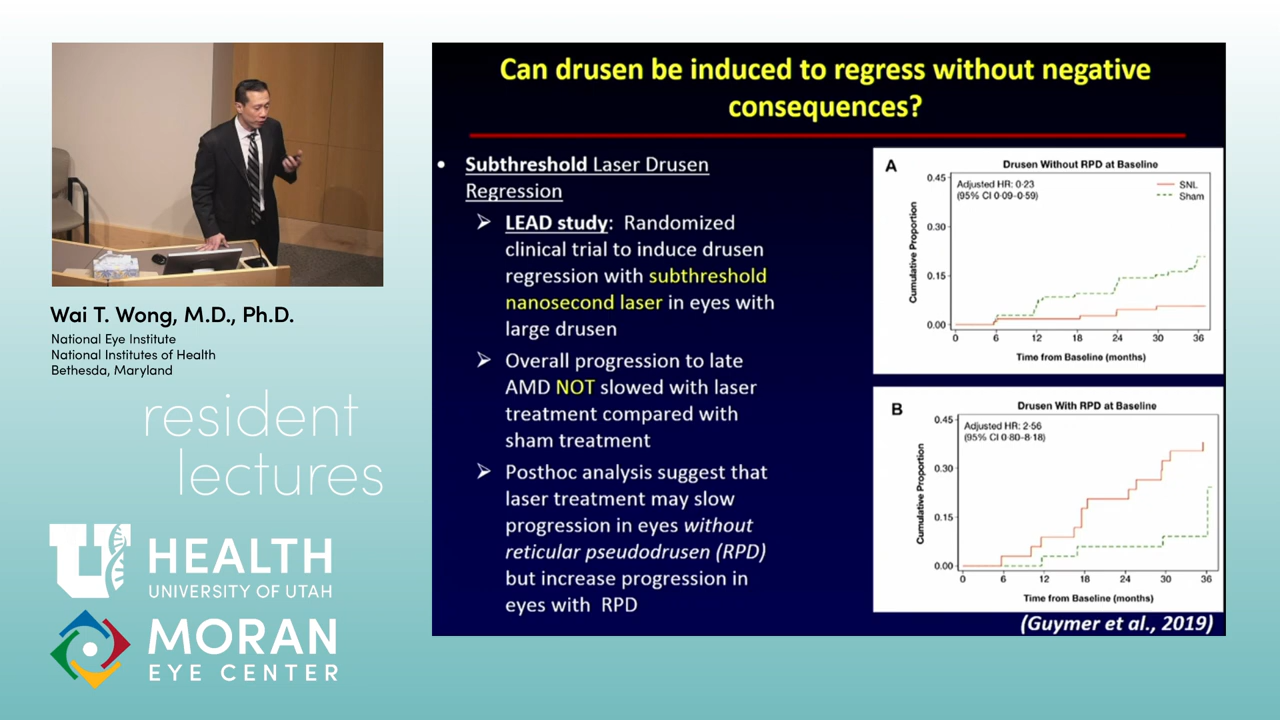 Can drusen be induced to regress without negative
consequences?
• Subthreshold Laser Drusen
Regression
➢ LEAD study: Randomized
clinical trial to induce drusen
regression with subthreshold
nanosecond laser in eyes with
large drusen
➢ Overall progression to late
AMD NOT slowed with laser
treatment compared with
sham treatment
➢ Posthoc analysis suggest that
laser treatment may slow
progression in eyes without
reticular pseudodrusen (RPD)
but increase progression in
eyes with RPD
A
Drusen Without RPD at Baseline
Adjusted HR: 0·23
(95% CI 0·09-0·59)
SNL
Sham
Cumulative Proportion
0.45
0.30
0.15
0.00
0 6 12 18 24 30 36
Time from Baseline (months)
B
Drusen With RPD at Baseline
Adjusted HR: 2·56
(95% CI 0·80-8·18)
Cumulative Proportion
0.45
0.30
0.15
0.00
0 6 12 18 24 30 36
Time from Baseline (months)
(Guymer et al., 2019)
Wai T. Wong, M.D., Ph.D.
National Eye Institute
National Institutes of Health
Bethesda, Maryland
resident
lectures
U HEALTH
UNIVERSITY OF UTAH
MORAN
EYE CENTER